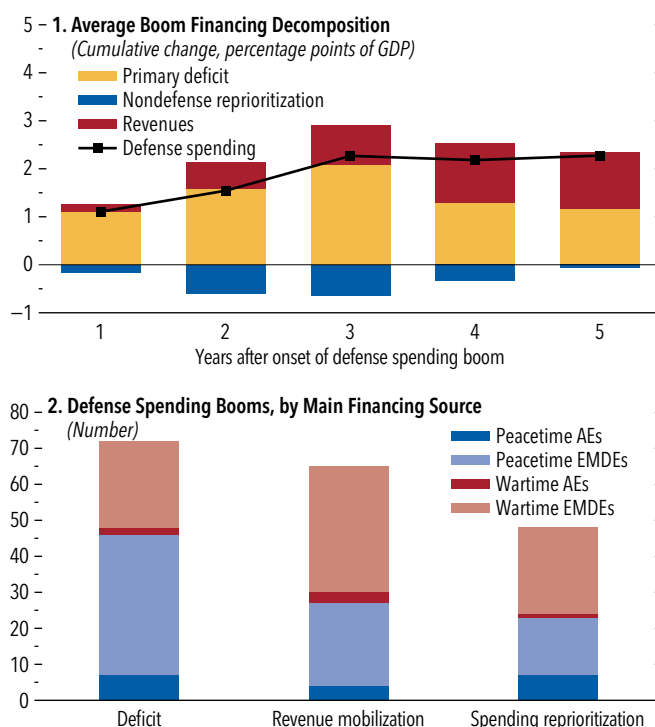 1. Average Boom Financing Decomposition
(Cumulative change, percentage points of GDP)
Primary deficit
Nondefense reprioritization
Revenues
Defense spending
5
4
3
2
1
0
−1
1 2 3 4 5
Years after onset of defense spending boom
2. Defense Spending Booms, by Main Financing Source
(Number)
Peacetime AEs
Peacetime EMDEs
Wartime AEs
Wartime EMDEs
80
70
60
50
40
30
20
10
0
Deficit Revenue mobilization Spending reprioritization